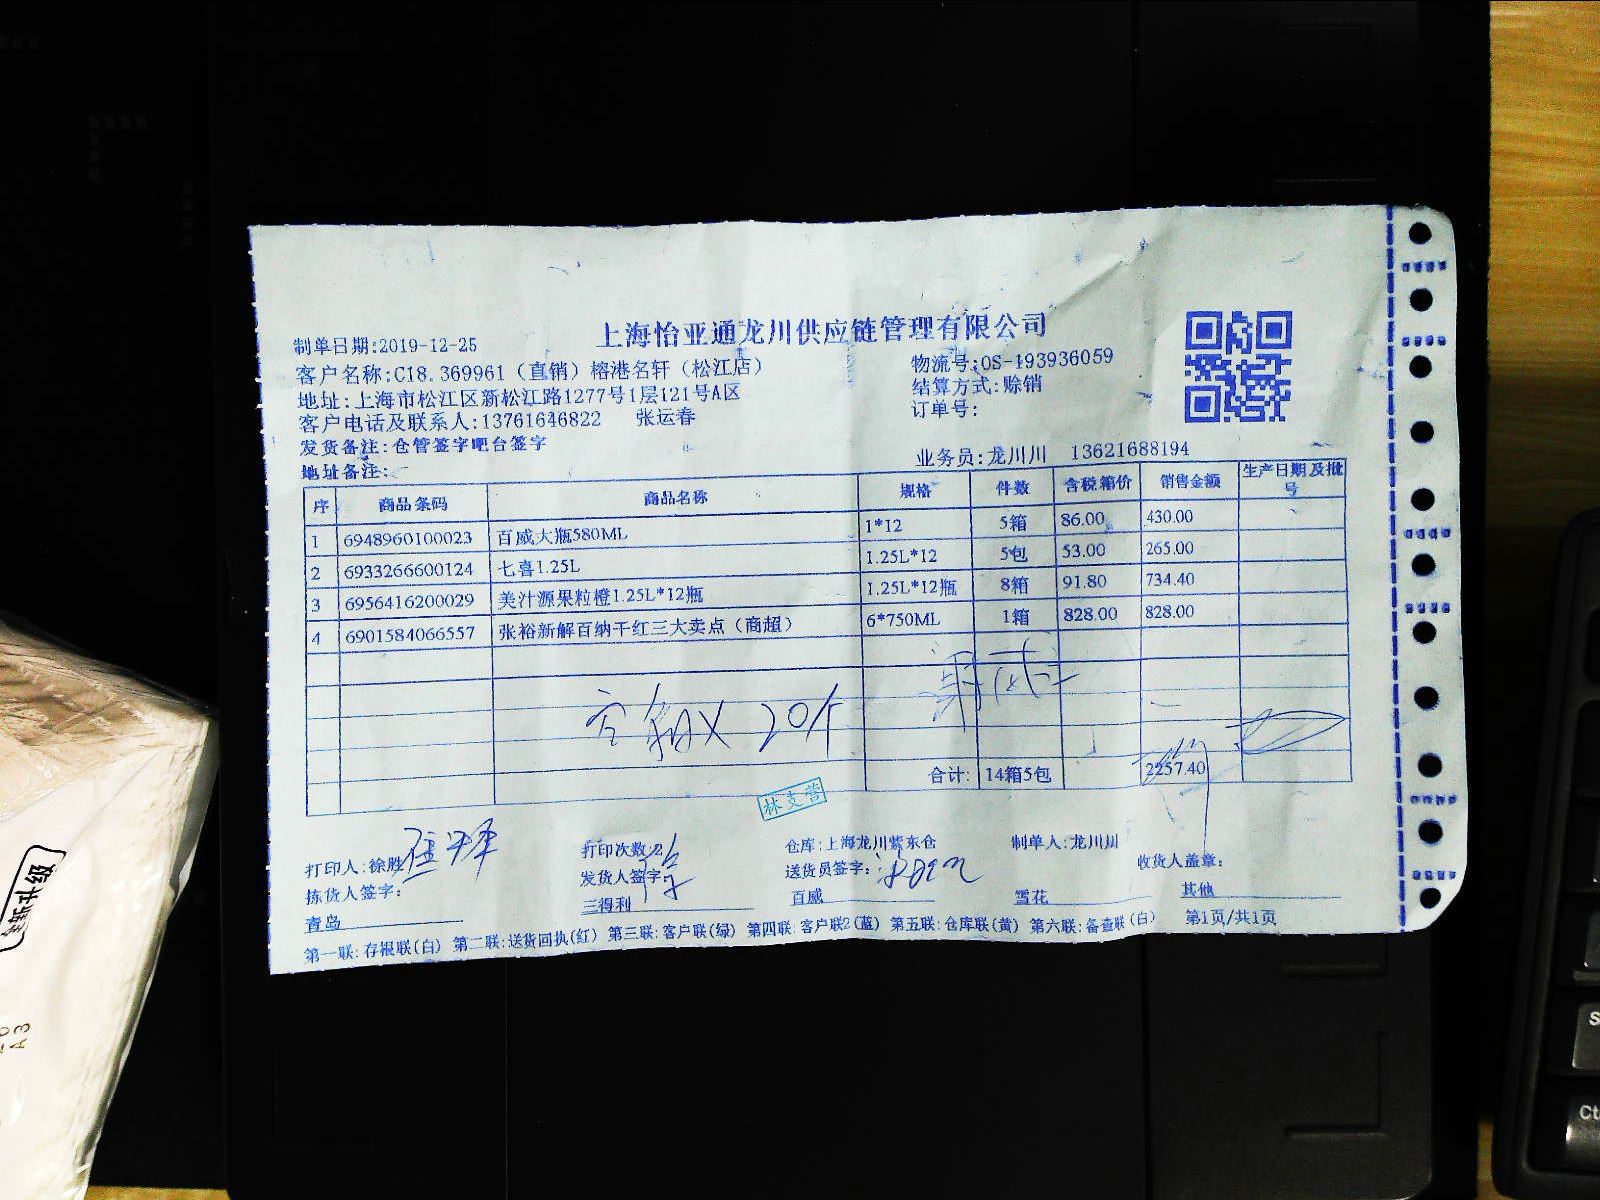 上海怡亚通龙川供应链管理有限公司
制单日期:2019-12-25
物流号:OS-193936059
客户名称:C18.369961（直销）榕港名轩（松江店）
结算方式:赊销
地址:上海市松江区新松江路1277号1层121号A区
订单号:
客户电话及联系人:13761646822 张运春
发货备注:仓管签字吧台签字
业务员:龙川川 13621688194
地址备注:
序 商品条码 商品名称 规格 件数 含税箱价 销售金额 生产日期及批号
1 6948960100023 百威大瓶580ML 1*12 5箱 86.00 430.00
2 6933266600124 七喜1.25L 1.25L*12 5包 53.00 265.00
3 6956416200029 美汁源果粒橙1.25L*12瓶 1.25L*12瓶 8箱 91.80 734.40
4 6901584066557 张裕新解百纳干红三大卖点（商超） 6*750ML 1箱 828.00 828.00
空箱X 20个
合计: 14箱5包 2257.40
林支营
打印人:徐胜 打印次数:2 仓库:上海龙川紫东仓 制单人:龙川川 收货人盖章:
拣货人签字: 发货人签字: 送货员签字:
青岛 三得利 百威 雪花 其他
第一联:存根联(白) 第二联:送货回执(红) 第三联:客户联(绿) 第四联:客户联2(蓝) 第五联:仓库联(黄) 第六联:备查联(白) 第1页/共1页
全新升级
A3
S